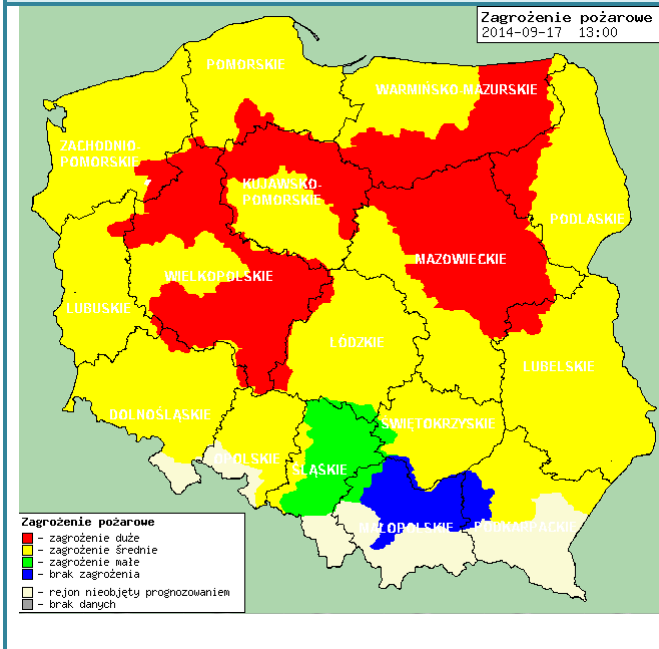 Zagrożenie pożarowe
2014-09-17 13:00
POMORSKIE
WARMIŃSKO-MAZURSKIE
ZACHODNIO-
POMORSKIE
KUJAWSKO-
POMORSKIE
PODLASKIE
MAZOWIECKIE
WIELKOPOLSKIE
LUBUSKIE
ŁÓDZKIE
LUBELSKIE
DOLNOŚLĄSKIE
ŚWIĘTOKRZYSKIE
OPOLSKIE
ŚLĄSKIE
MAŁOPOLSKIE
PODKARPACKIE
Zagrożenie pożarowe
- zagrożenie duże
- zagrożenie średnie
- zagrożenie małe
- brak zagrożenia
- rejon nieobjęty prognozowaniem
- brak danych